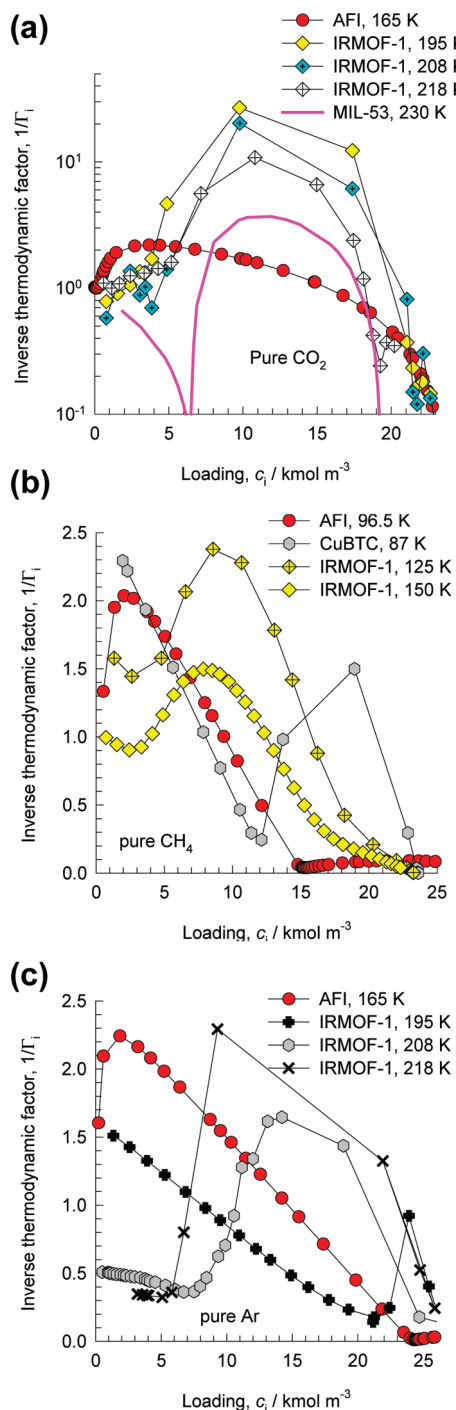 (a)
AFI, 165 K
IRMOF-1, 195 K
IRMOF-1, 208 K
IRMOF-1, 218 K
MIL-53, 230 K
Inverse thermodynamic factor, 1/Γi
10¹
10⁰
10⁻¹
Pure CO₂
0 5 10 15 20
Loading, cᵢ / kmol m⁻³
(b)
AFI, 96.5 K
CuBTC, 87 K
IRMOF-1, 125 K
IRMOF-1, 150 K
Inverse thermodynamic factor, 1/Γi
2.5
2.0
1.5
1.0
0.5
0.0
pure CH₄
0 5 10 15 20 25
Loading, cᵢ / kmol m⁻³
(c)
AFI, 165 K
IRMOF-1, 195 K
IRMOF-1, 208 K
IRMOF-1, 218 K
Inverse thermodynamic factor, 1/Γi
2.5
2.0
1.5
1.0
0.5
0.0
pure Ar
0 5 10 15 20 25
Loading, cᵢ / kmol m⁻³